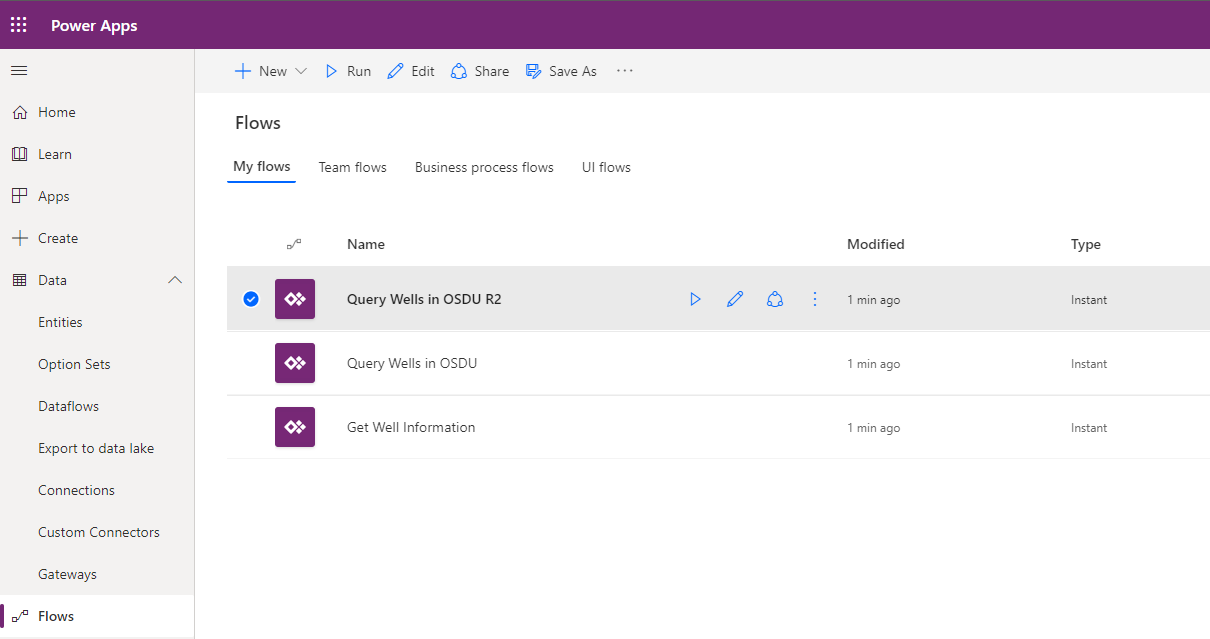 Power Apps
New Run Edit Share Save As ...
Home
Learn
Apps
Create
Data
Entities
Option Sets
Dataflows
Export to data lake
Connections
Custom Connectors
Gateways
Flows
Flows
My flows Team flows Business process flows UI flows
Name Modified Type
Query Wells in OSDU R2 1 min ago Instant
Query Wells in OSDU 1 min ago Instant
Get Well Information 1 min ago Instant